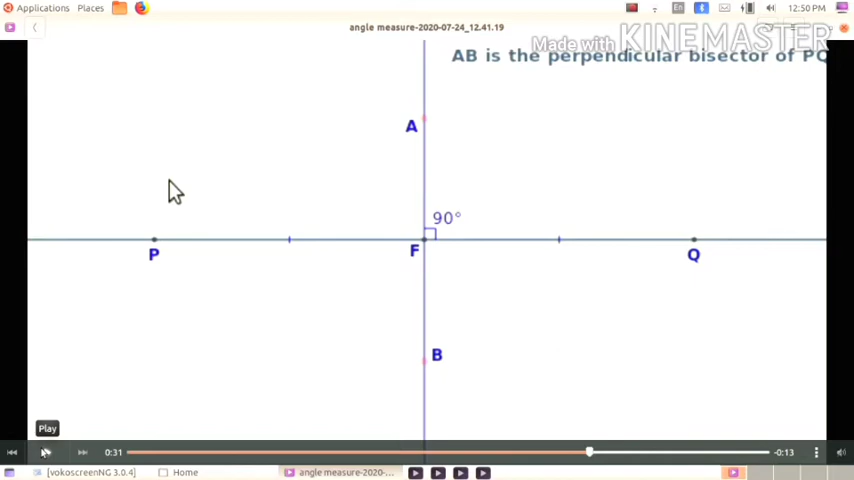 Applications Places En 12:50 PM
angle measure-2020-07-24_12.41.19
Made with KINEMASTER
AB is the perpendicular bisector of PQ
A
90°
P F Q
B
Play
0:31 -0:13
[vokoscreenNG 3.0.4] Home angle measure-2020-...